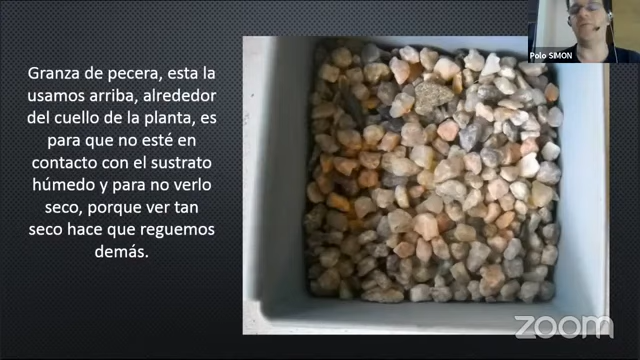 Granza de pecera, esta la
usamos arriba, alrededor
del cuello de la planta, es
para que no esté en
contacto con el sustrato
húmedo y para no verlo
seco, porque ver tan
seco hace que reguemos
demás.
Polo SIMON
zoom